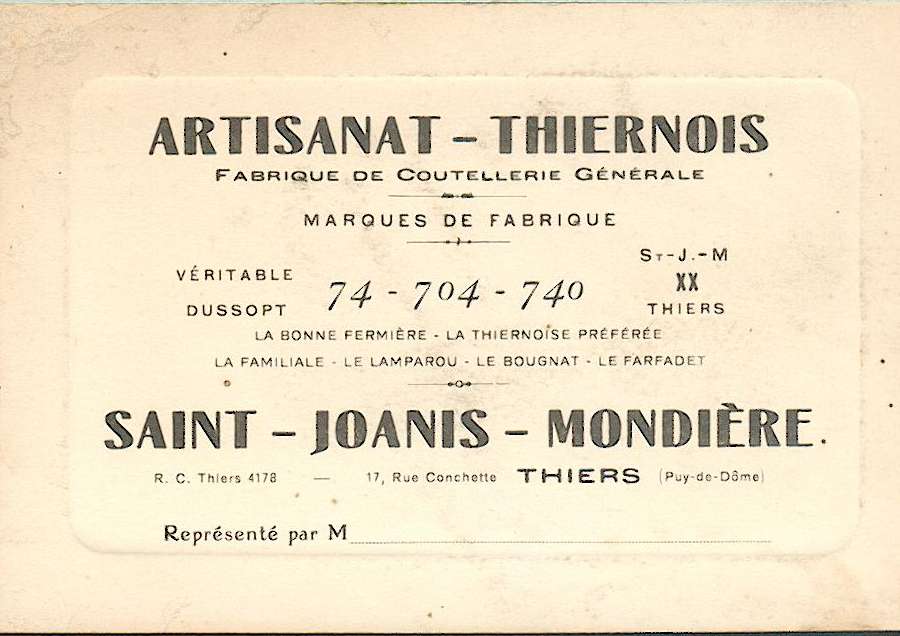 ARTISANAT - THIERNOIS
FABRIQUE DE COUTELLERIE GÉNÉRALE
MARQUES DE FABRIQUE
VÉRITABLE
DUSSOPT
74 - 704 - 740
ST-J.-M
XX
THIERS
LA BONNE FERMIÈRE - LA THIERNOISE PRÉFÉRÉE
LA FAMILIALE - LE LAMPAROU - LE BOUGNAT - LE FARFADET
SAINT - JOANIS - MONDIÈRE.
R. C. Thiers 4178 — 17, Rue Conchette THIERS (Puy-de-Dôme)
Représenté par M